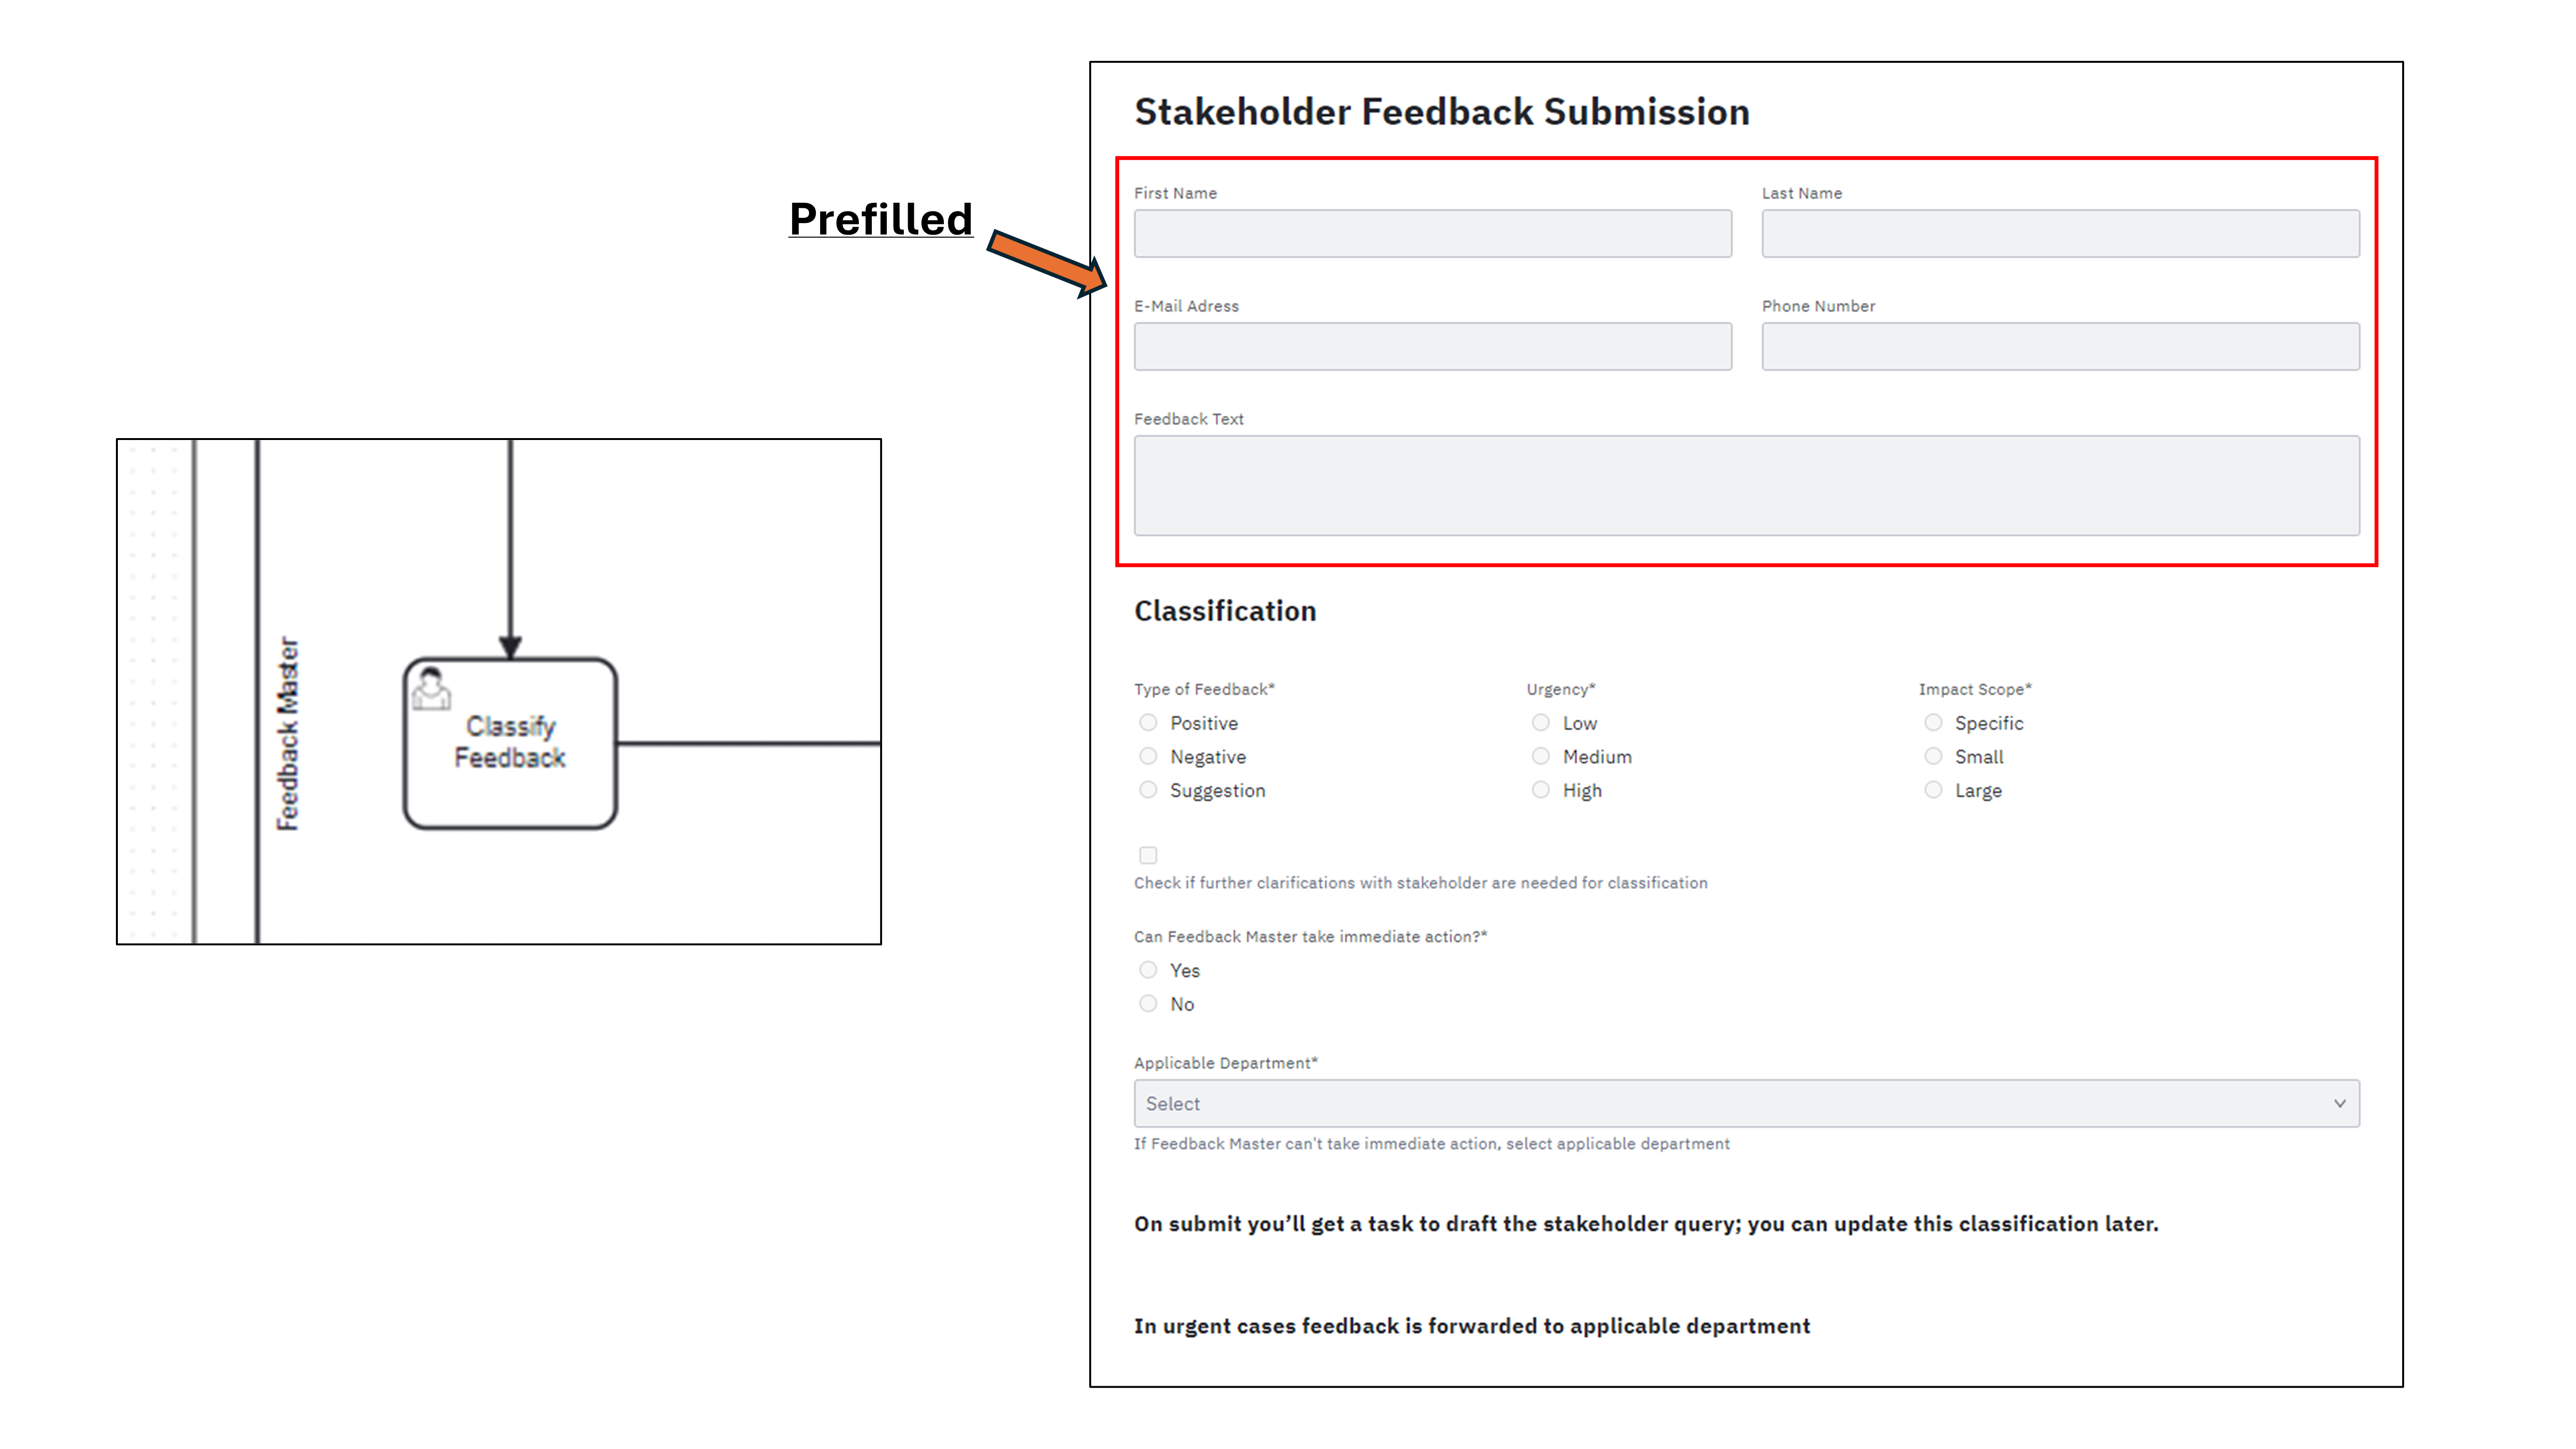 Prefilled
Feedback Master
Classify
Feedback
Stakeholder Feedback Submission
First Name
Last Name
E-Mail Adress
Phone Number
Feedback Text
Classification
Type of Feedback*
Positive
Negative
Suggestion
Urgency*
Low
Medium
High
Impact Scope*
Specific
Small
Large
Check if further clarifications with stakeholder are needed for classification
Can Feedback Master take immediate action?*
Yes
No
Applicable Department*
Select
If Feedback Master can't take immediate action, select applicable department
On submit you’ll get a task to draft the stakeholder query; you can update this classification later.
In urgent cases feedback is forwarded to applicable department